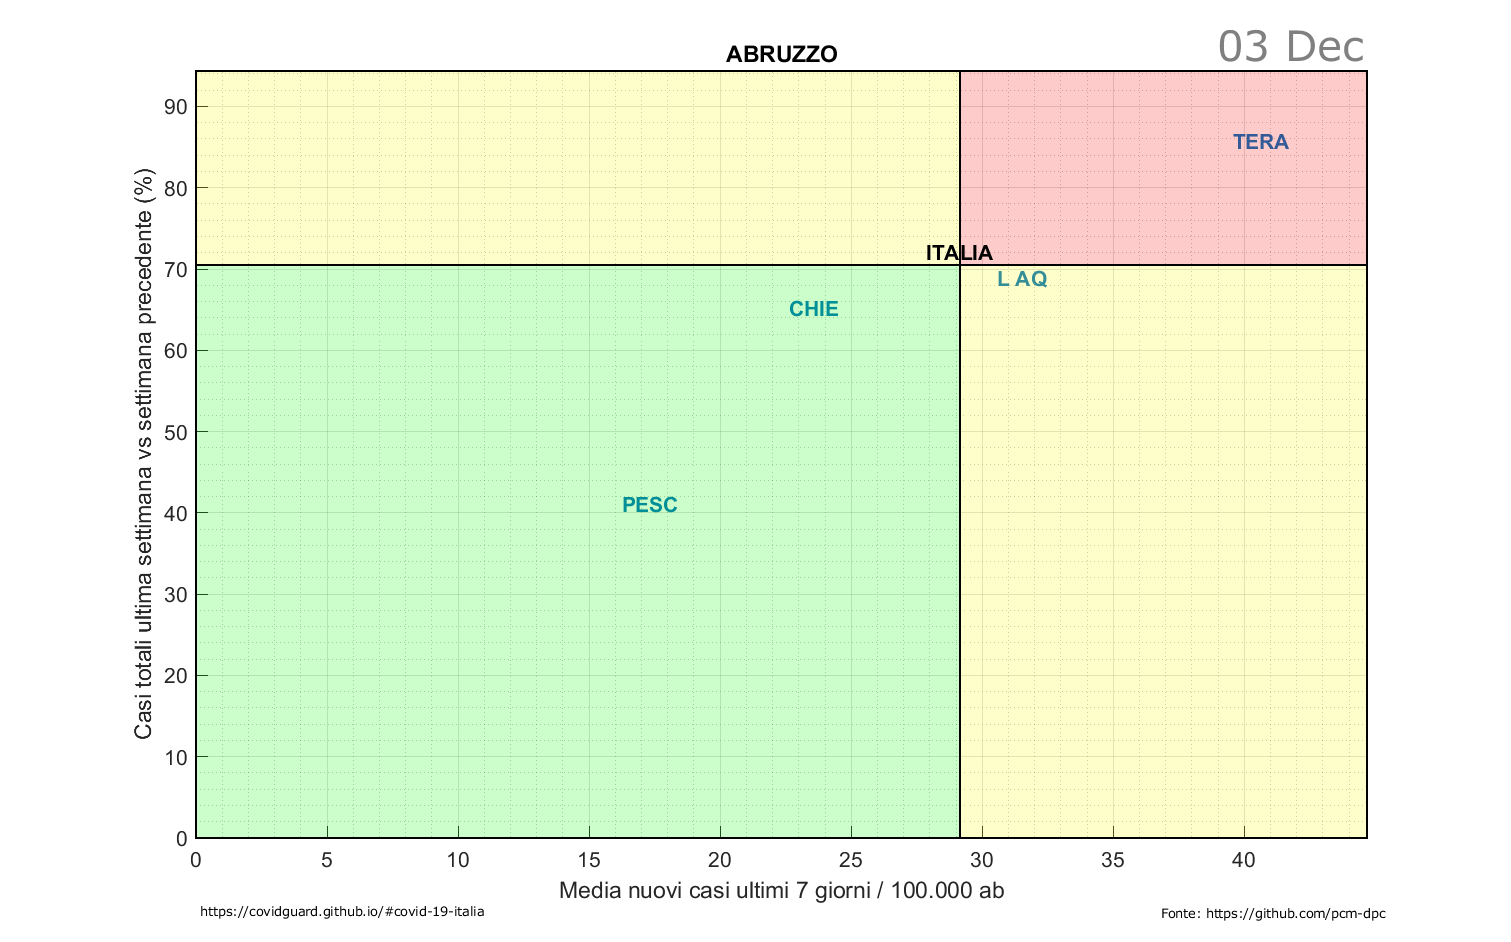 03 Dec
ABRUZZO
90
80
70
60
50
40
30
20
10
0
Casi totali ultima settimana vs settimana precedente (%)
TERA
ITALIA
L AQ
CHIE
PESC
0 5 10 15 20 25 30 35 40
Media nuovi casi ultimi 7 giorni / 100.000 ab
https://covidguard.github.io/#covid-19-italia
Fonte: https://github.com/pcm-dpc